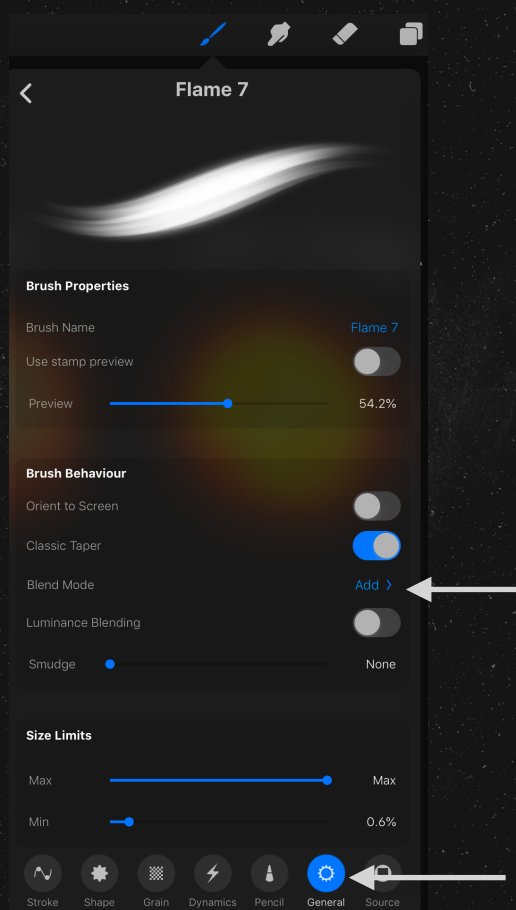 Flame 7
Brush Properties
Brush Name Flame 7
Use stamp preview
Preview 54.2%
Brush Behaviour
Orient to Screen
Classic Taper
Blend Mode Add
Luminance Blending
Smudge None
Size Limits
Max Max
Min 0.6%
Stroke Shape Grain Dynamics Pencil General Source